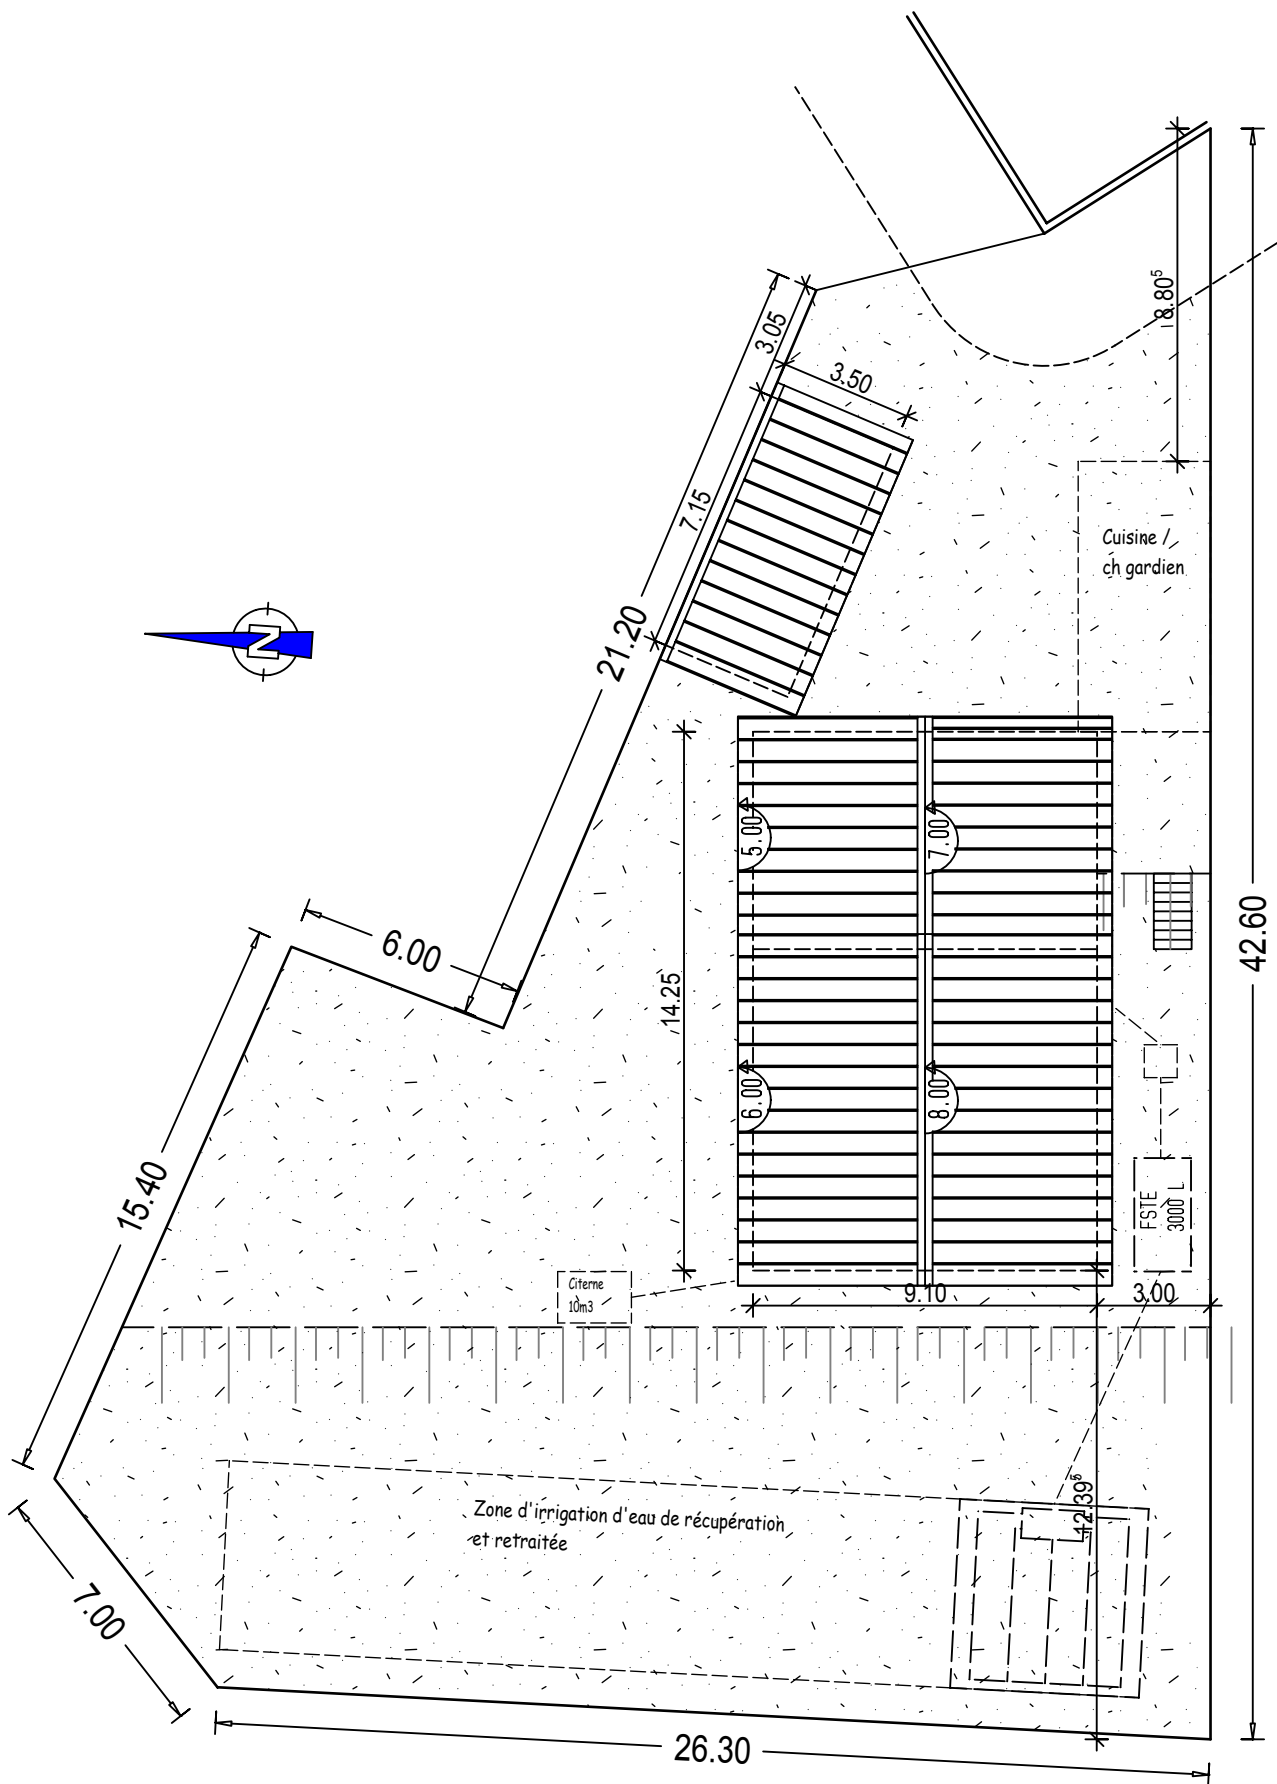 8.80⁵
3.05
3.50
7.15
Cuisine /
ch gardien
N
21.20
5.00
7.00
6.00
42.60
14.25
6.00
8.00
15.40
FSTE
3000 L
Citerne
10m3
9.10
3.00
Zone d'irrigation d'eau de récupération
et retraitée
12.39⁵
7.00
26.30